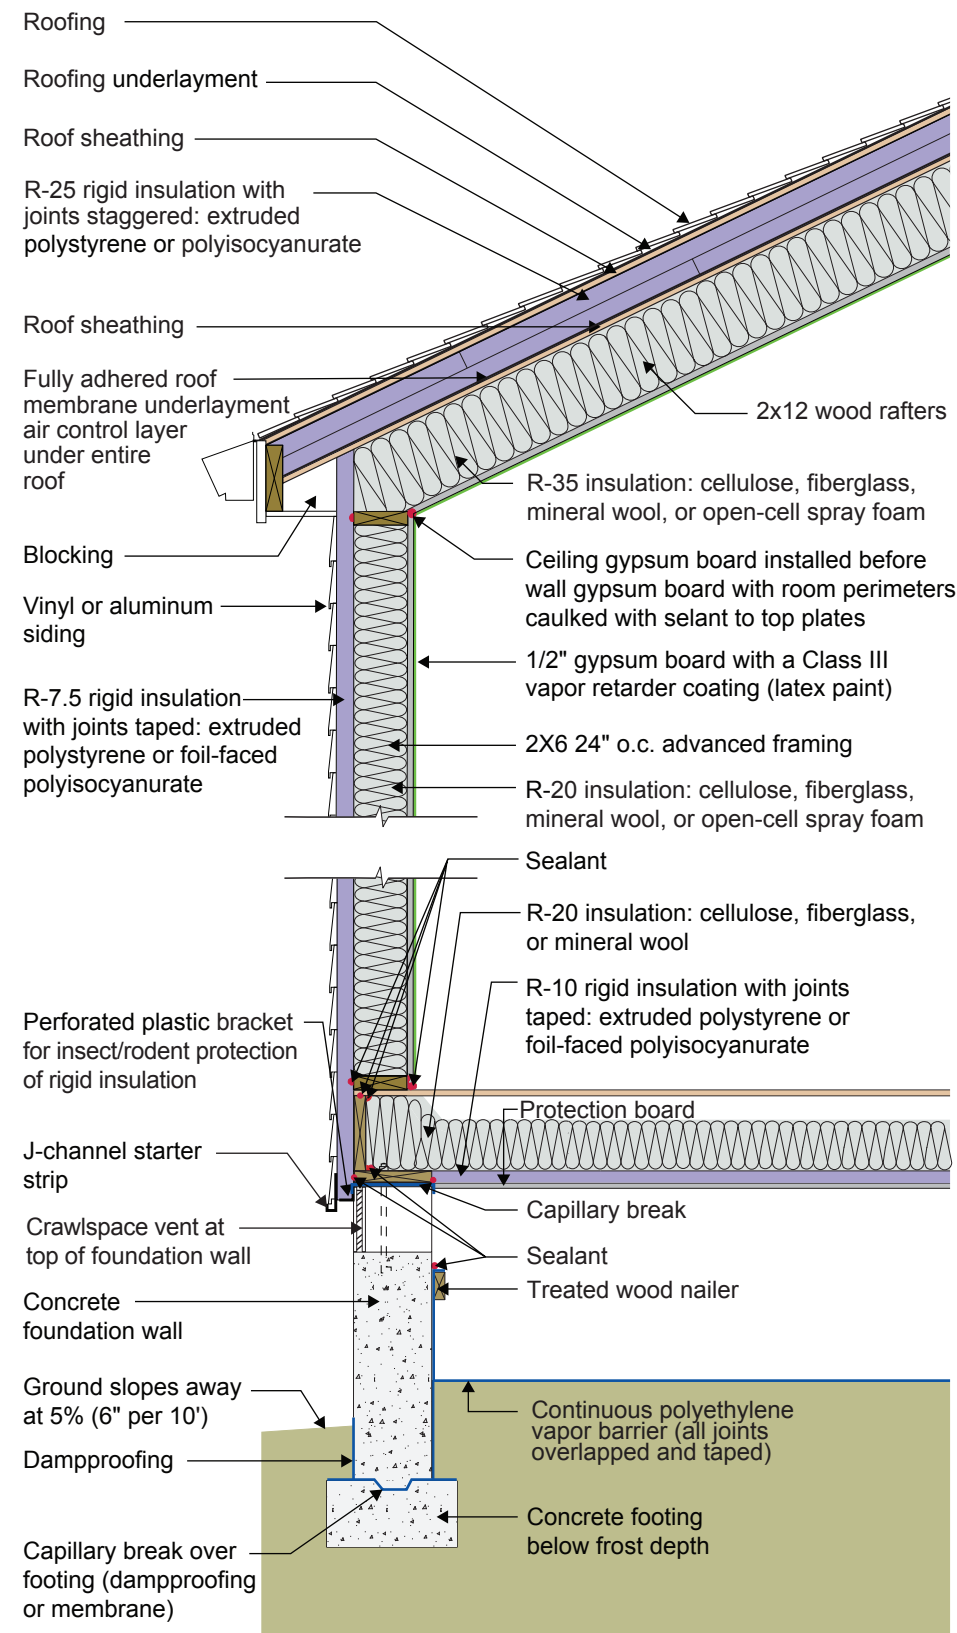 Roofing
Roofing underlayment
Roof sheathing
R-25 rigid insulation with
joints staggered: extruded
polystyrene or polyisocyanurate
Roof sheathing
Fully adhered roof
membrane underlayment
air control layer
under entire
roof
2x12 wood rafters
R-35 insulation: cellulose, fiberglass,
mineral wool, or open-cell spray foam
Blocking
Ceiling gypsum board installed before
wall gypsum board with room perimeters
caulked with selant to top plates
Vinyl or aluminum
siding
1/2" gypsum board with a Class III
vapor retarder coating (latex paint)
R-7.5 rigid insulation
with joints taped: extruded
polystyrene or foil-faced
polyisocyanurate
2X6 24" o.c. advanced framing
R-20 insulation: cellulose, fiberglass,
mineral wool, or open-cell spray foam
Sealant
R-20 insulation: cellulose, fiberglass,
or mineral wool
R-10 rigid insulation with joints
taped: extruded polystyrene or
foil-faced polyisocyanurate
Perforated plastic bracket
for insect/rodent protection
of rigid insulation
Protection board
J-channel starter
strip
Capillary break
Crawlspace vent at
top of foundation wall
Sealant
Treated wood nailer
Concrete
foundation wall
Ground slopes away
at 5% (6" per 10')
Continuous polyethylene
vapor barrier (all joints
overlapped and taped)
Dampproofing
Concrete footing
below frost depth
Capillary break over
footing (dampproofing
or membrane)